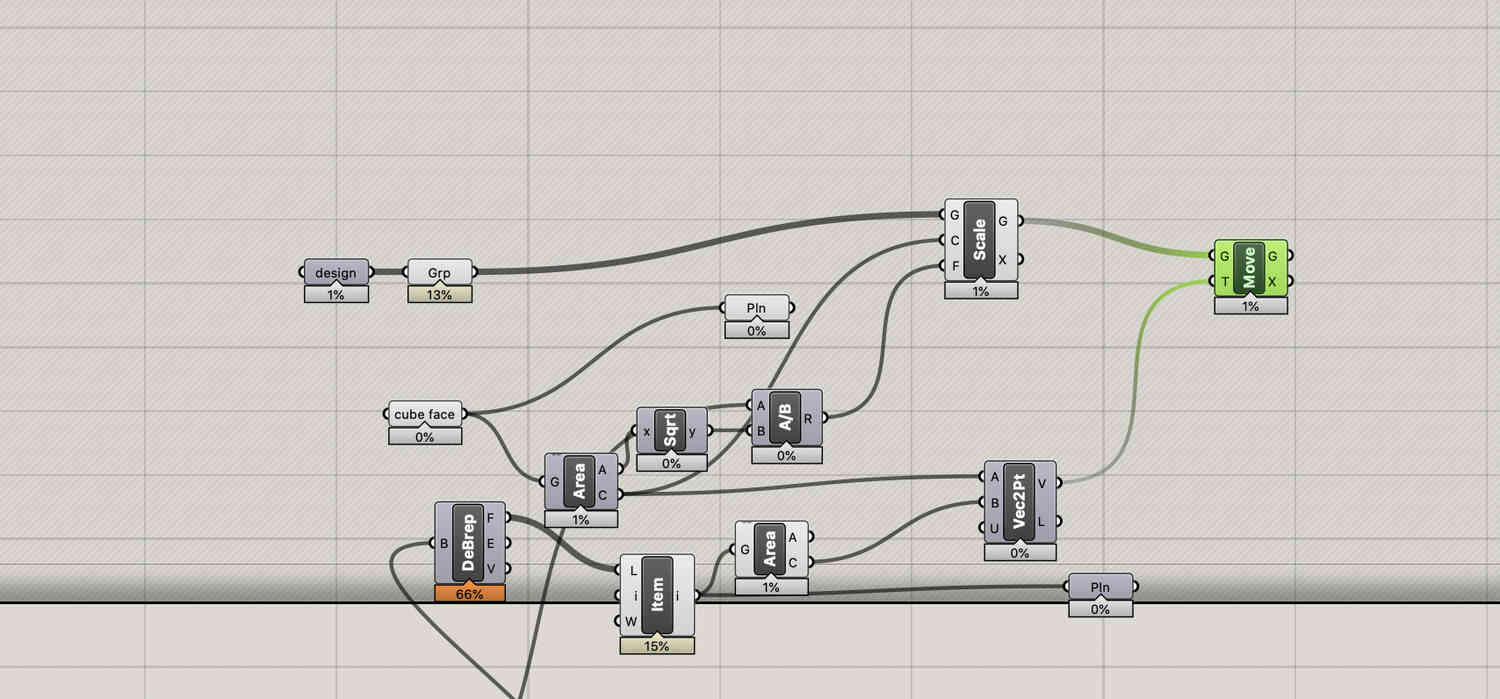 design
1%
Grp
13%
G
C
F
Scale
G
X
1%
G
T
Move
G
X
1%
Pln
0%
cube face
0%
x
Sqrt
y
0%
A
B
A/B
R
0%
G
Area
A
C
1%
A
B
U
Vec2Pt
V
L
0%
B
DeBrep
F
E
V
66%
G
Area
A
C
1%
L
i
W
Item
i
15%
Pln
0%